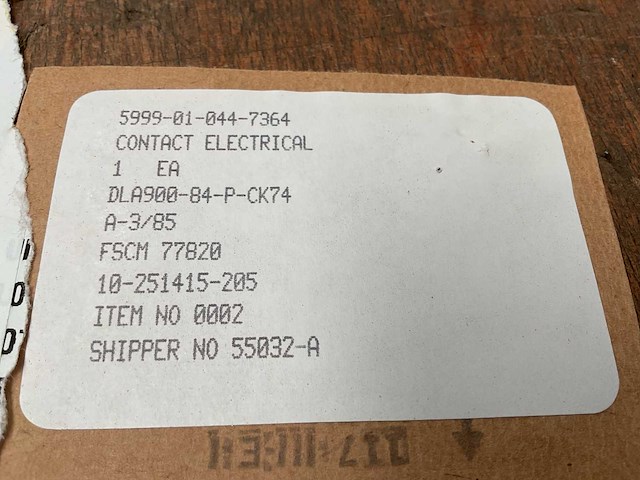 5999-01-044-7364
CONTACT ELECTRICAL
1 EA
DLA900-84-P-CK74
A-3/85
FSCM 77820
10-251415-205
ITEM NO 0002
SHIPPER NO 55032-A